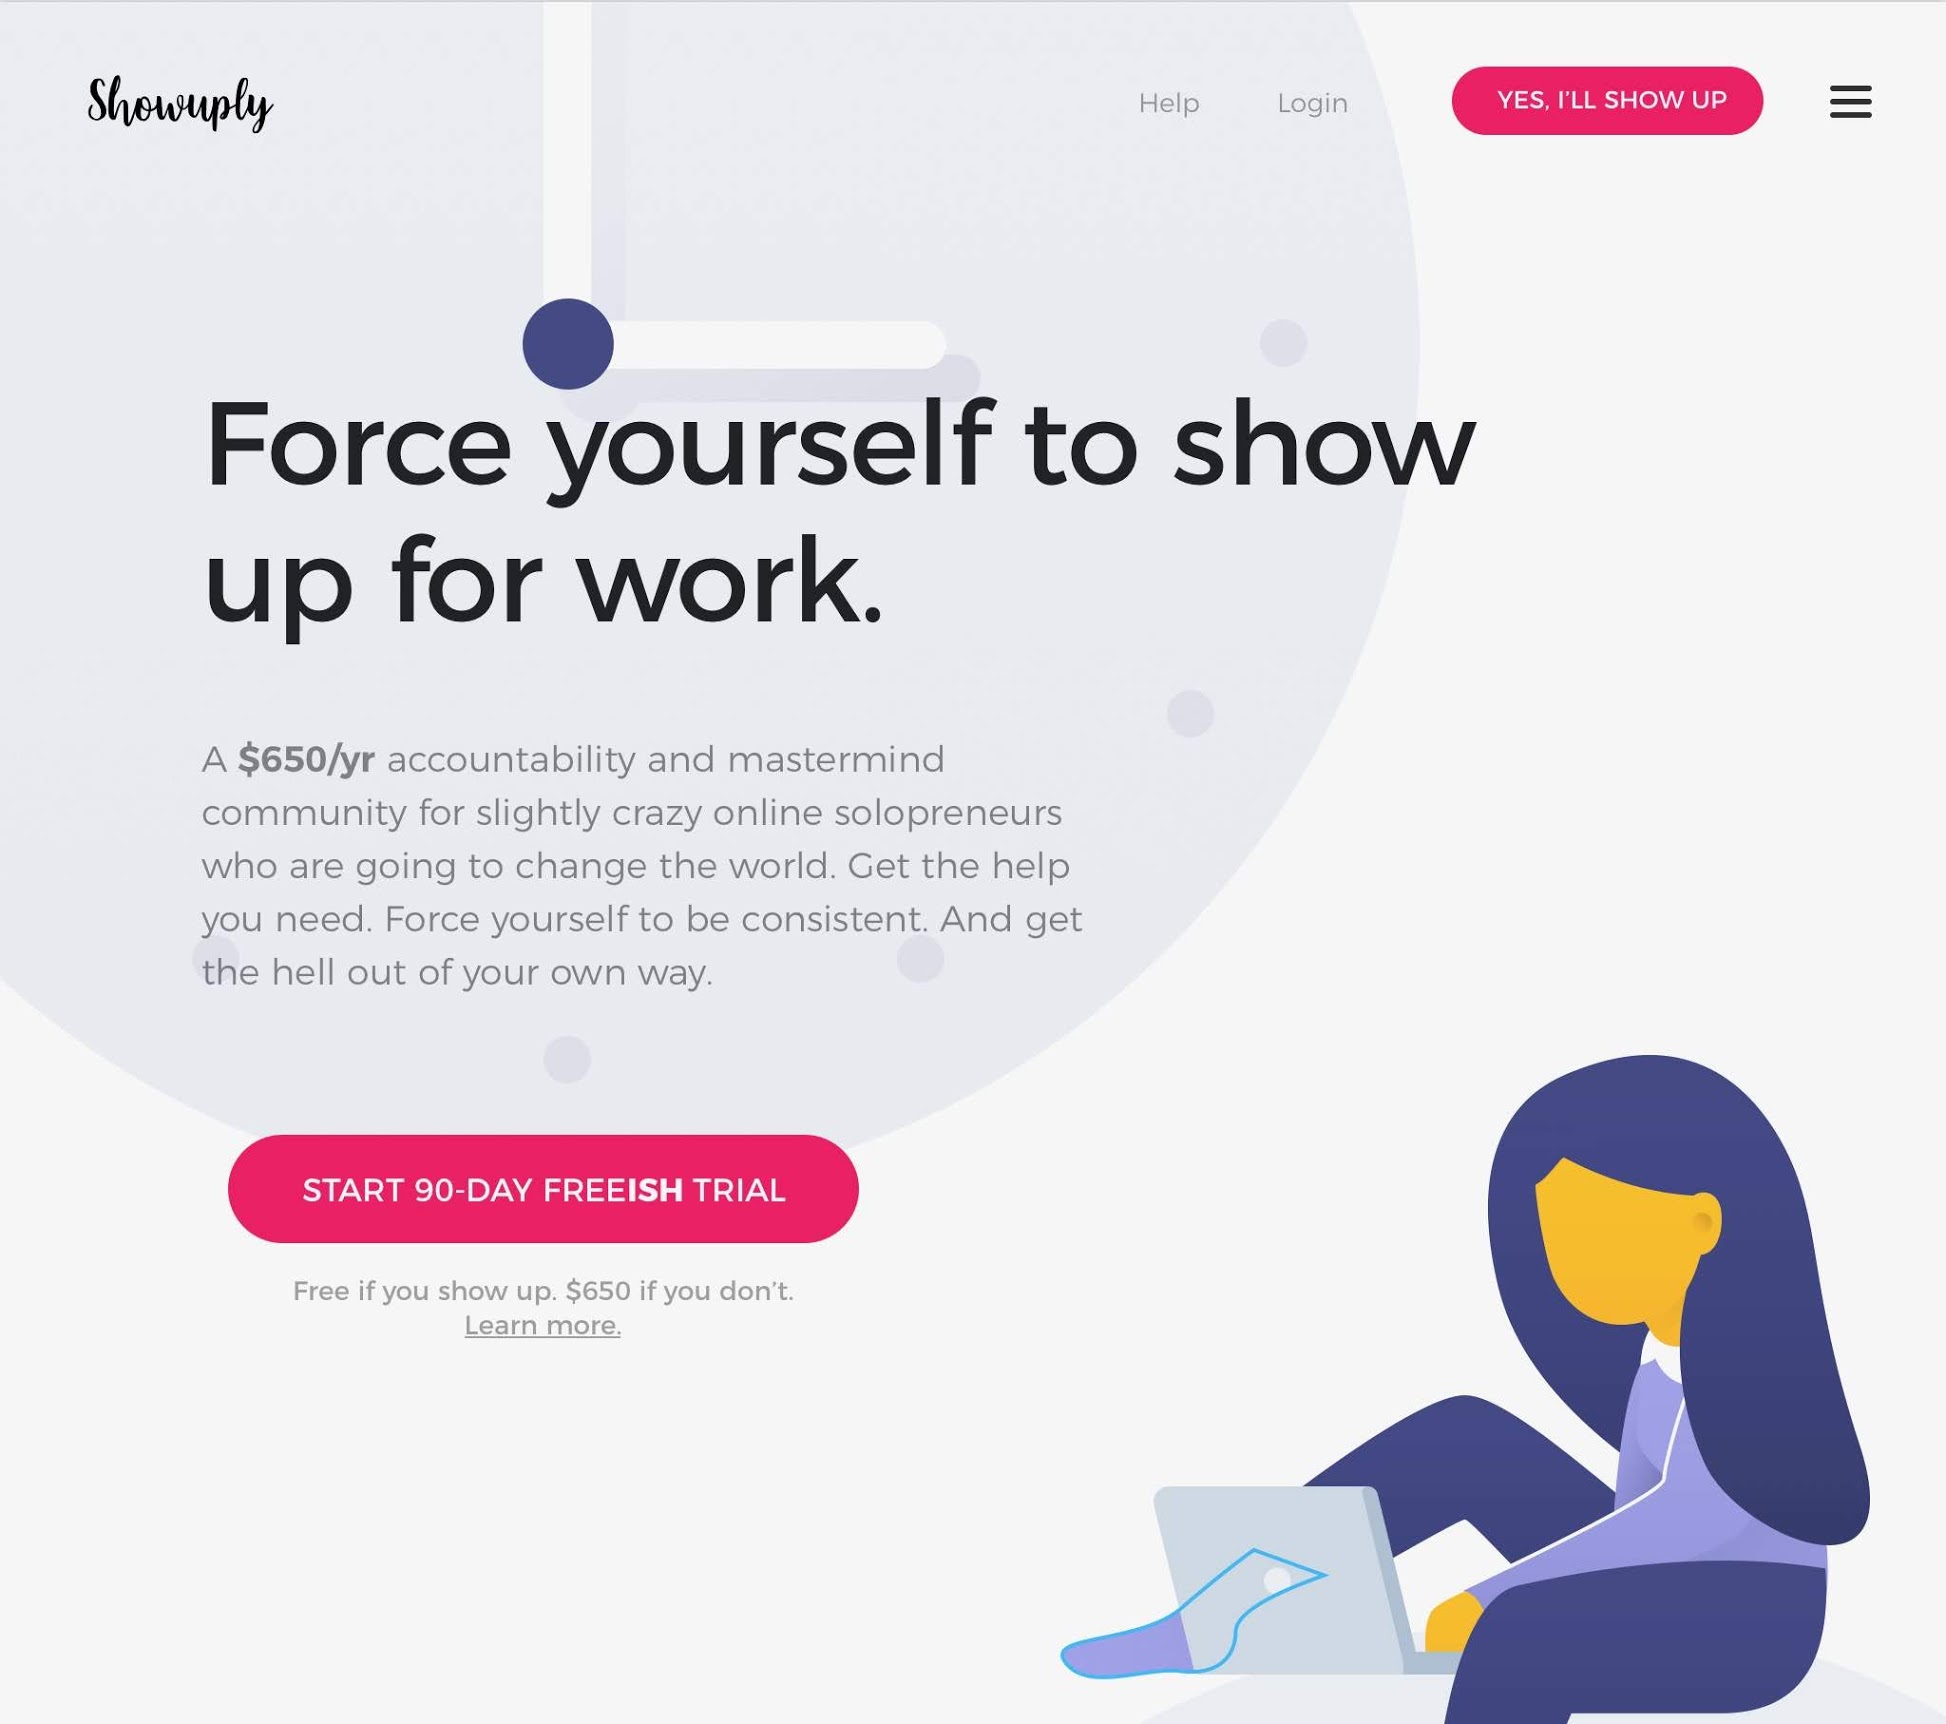 Showuply
Help
Login
YES, I’LL SHOW UP
Force yourself to show
up for work.
A $650/yr accountability and mastermind
community for slightly crazy online solopreneurs
who are going to change the world. Get the help
you need. Force yourself to be consistent. And get
the hell out of your own way.
START 90-DAY FREEISH TRIAL
Free if you show up. $650 if you don’t.
Learn more.